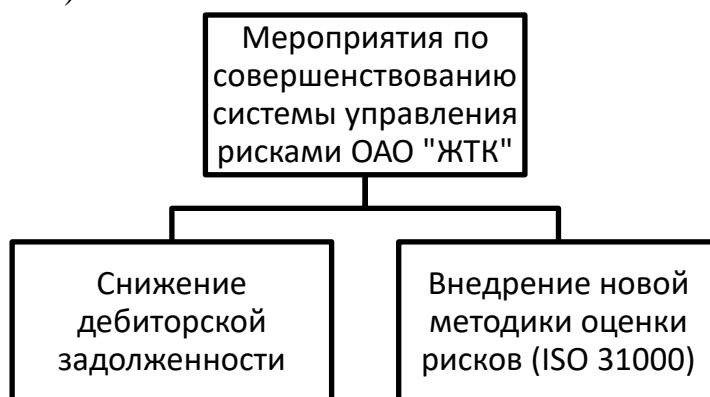 Мероприятия по
совершенствованию
системы управления
рисками ОАО "ЖТК"
Снижение
дебиторской
задолженности
Внедрение новой
методики оценки
рисков (ISO 31000)